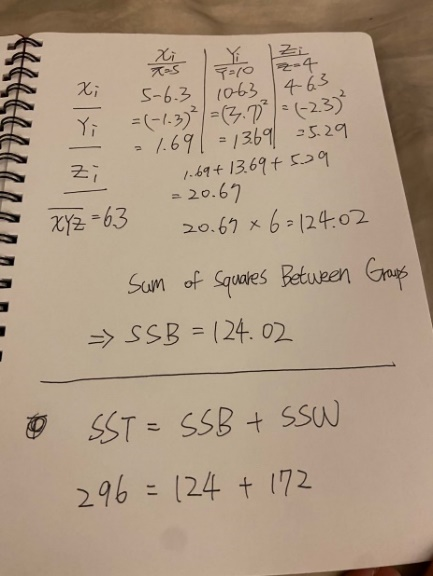 Xi Yi Zi
x̄=5 ȳ=10 z̄=4
Xi 5-6.3 10-6.3 4-6.3
Yi =(-1.3)² =(3.7)² =(-2.3)²
= 1.69 = 13.69 =5.29
Zi 1.69+13.69+5.29
= 20.67
X̄ȲZ̄ =6.3 20.67 × 6=124.02
Sum of Squares Between Groups
⇒ SSB = 124.02
SST = SSB + SSW
296 = 124 + 172